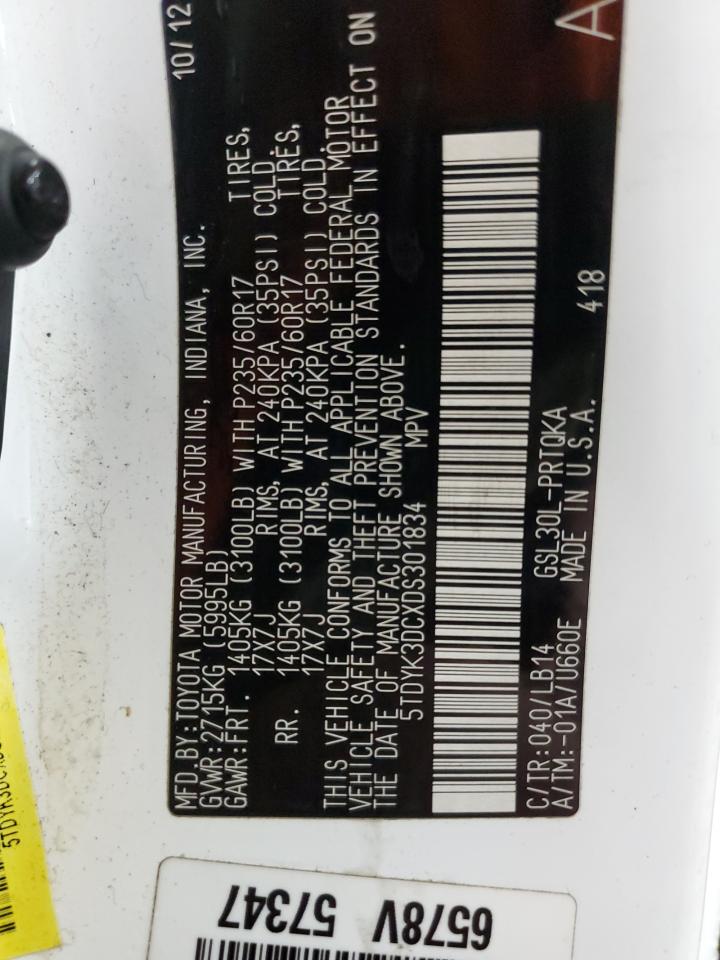 MFD.BY:TOYOTA MOTOR MANUFACTURING, INDIANA, INC. 10/12
GVWR:2715KG (5995LB)
GAWR:FRT. 1405KG (3100LB) WITH P235/60R17 TIRES,
17X7J RIMS, AT 240KPA (35PSI) COLD.
RR. 1405KG (3100LB) WITH P235/60R17 TIRES,
17X7J RIMS, AT 240KPA (35PSI) COLD.
THIS VEHICLE CONFORMS TO ALL APPLICABLE FEDERAL MOTOR
VEHICLE SAFETY AND THEFT PREVENTION STANDARDS IN EFFECT ON
THE DATE OF MANUFACTURE SHOWN ABOVE.
5TDYK3DCXDS301834 MPV
C/TR:040/LB14 GSL30L-PRTQKA 418
A/TM:-01A/U660E MADE IN U.S.A.
A
6578V
57347